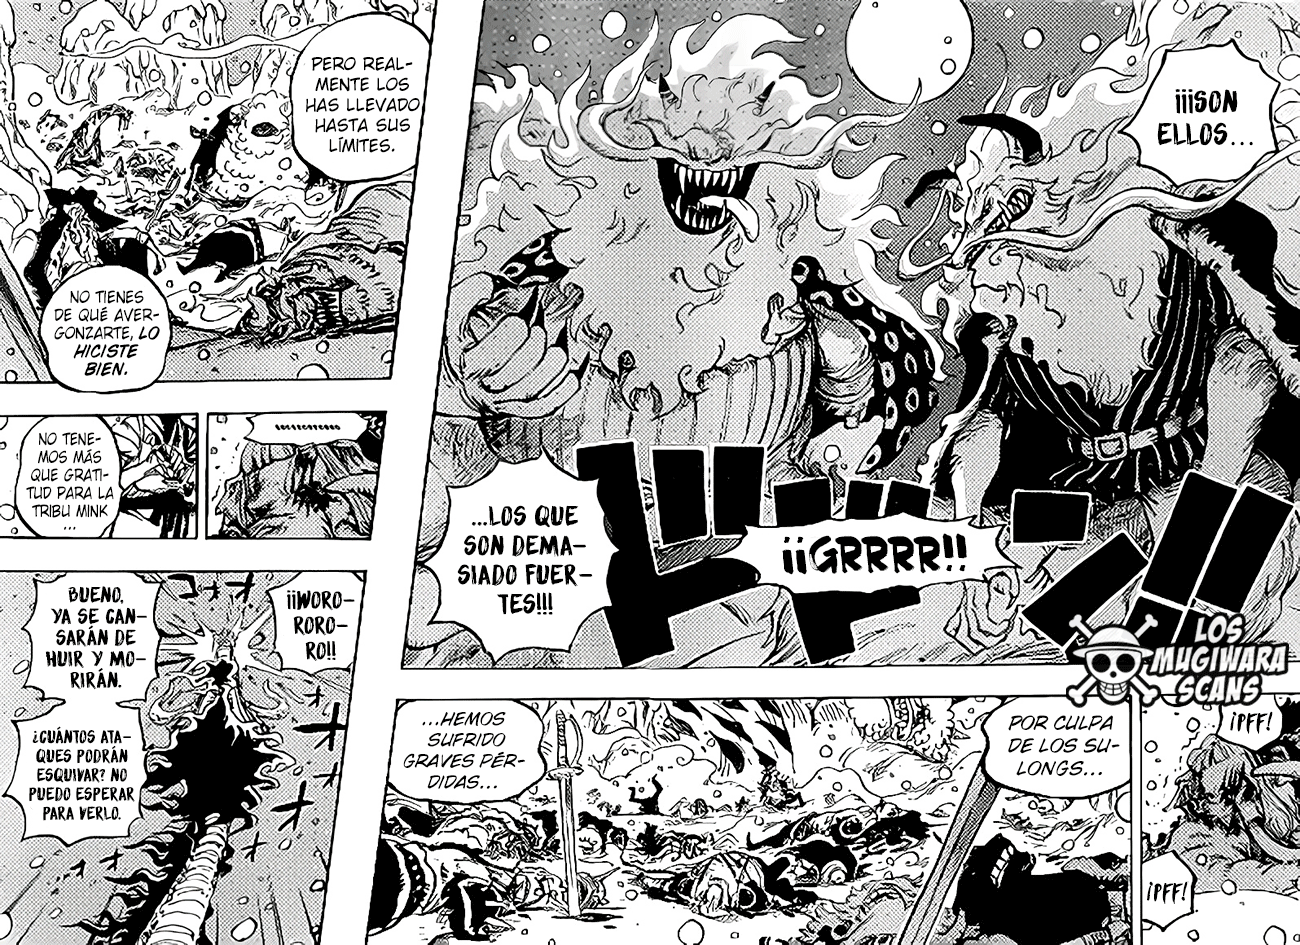 ¡¡¡SON
ELLOS...
...LOS QUE
SON DEMA-
SIADO FUER-
TES!!!
¡¡GRRRR!!
LOS
MUGIWARA
SCANS
¡PFF!
¡PFF!
POR CULPA
DE LOS SU-
LONGS...
...HEMOS
SUFRIDO
GRAVES PÉR-
DIDAS...
PERO REAL-
MENTE LOS
HAS LLEVADO
HASTA SUS
LÍMITES.
NO TIENES
DE QUÉ AVER-
GONZARTE, LO
HICISTE
BIEN.
..............
NO TENE-
MOS MÁS
QUE GRATI-
TUD PARA LA
TRIBU MINK
...
¡¡WORO-
RORO-
RO!!
BUENO,
YA SE CAN-
SARÁN DE
HUIR Y MO-
RIRÁN.
¿CUÁNTOS ATA-
QUES PODRÁN
ESQUIVAR? NO
PUEDO ESPERAR
PARA VERLO.